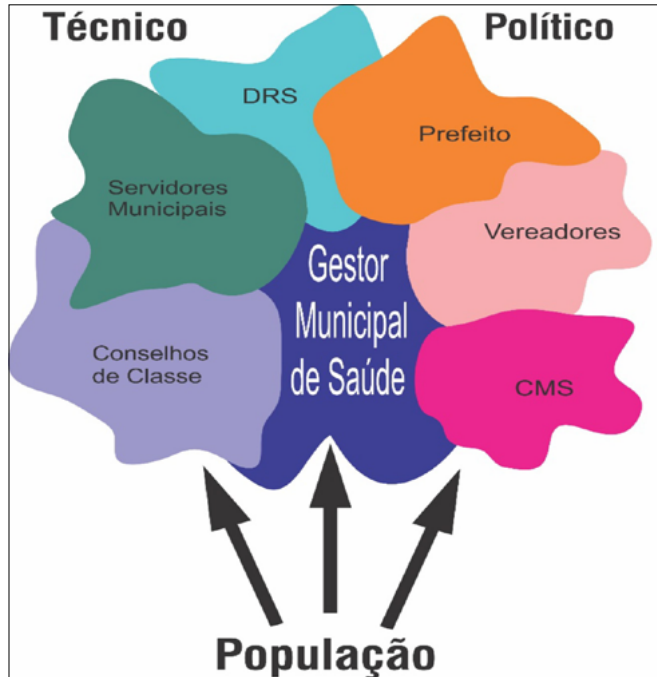 Técnico
Político
DRS
Prefeito
Servidores
Municipais
Vereadores
Gestor
Municipal
de Saúde
Conselhos
de Classe
CMS
População